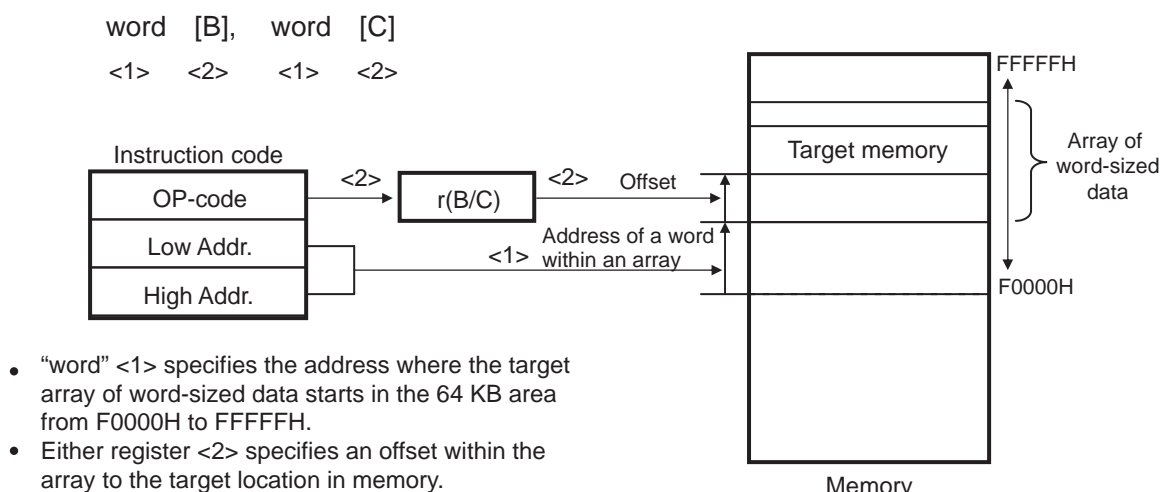 word [B], word [C]
<1> <2> <1> <2>
Instruction code
OP-code
Low Addr.
High Addr.
<2>
r(B/C)
<2>
Offset
Address of a word
<1> within an array
Target memory
FFFFFH
Array of
word-sized
data
F0000H
Memory
• “word” <1> specifies the address where the target
array of word-sized data starts in the 64 KB area
from F0000H to FFFFFH.
• Either register <2> specifies an offset within the
array to the target location in memory.